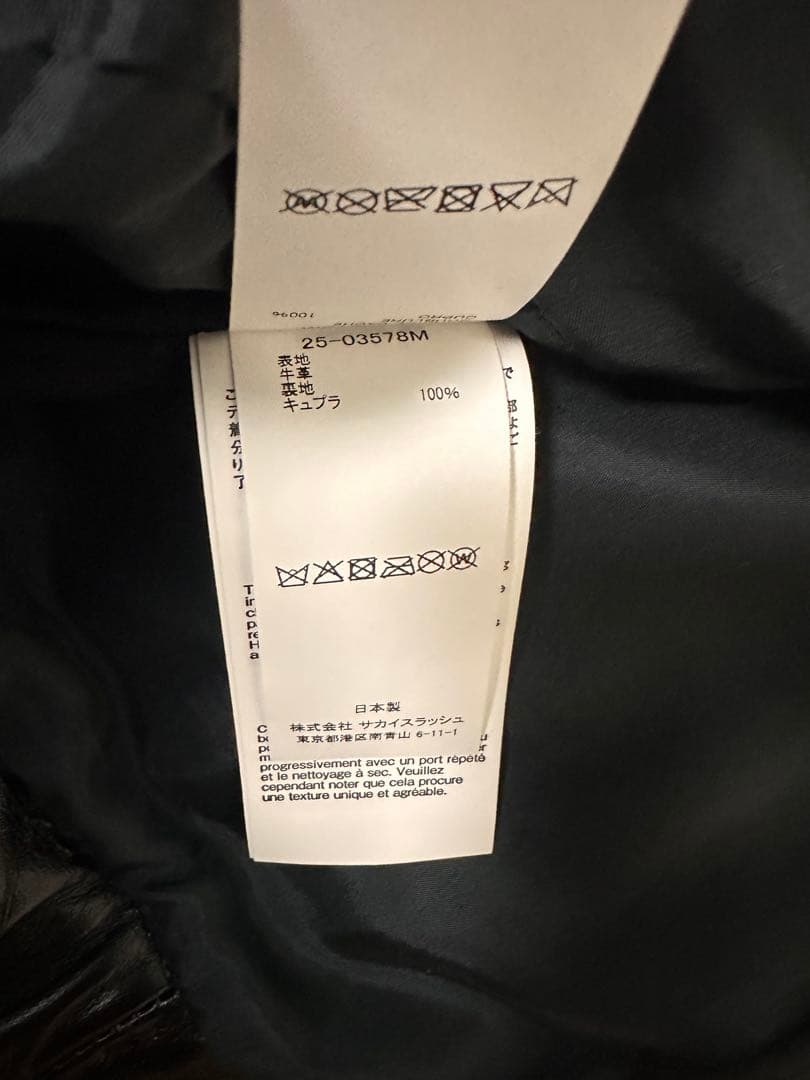 100%
25-03578M
表地
牛革
裏地
キュプラ 100%
日本製
株式会社 サカイスラッシュ
東京都港区南青山 6-11-1
progressivement avec un port répété
et le nettoyage à sec. Veuillez
cependant noter que cela procure
une texture unique et agréable.